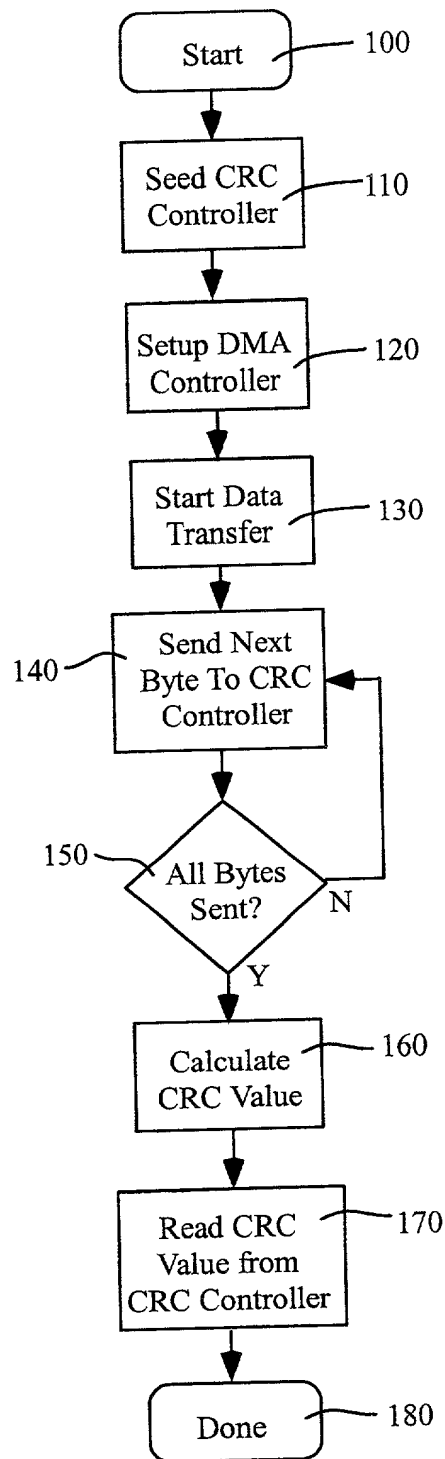 Start
100
Seed CRC
Controller
110
Setup DMA
Controller
120
Start Data
Transfer
130
140
Send Next
Byte To CRC
Controller
150
All Bytes
Sent?
N
Y
Calculate
CRC Value
160
Read CRC
Value from
CRC Controller
170
Done
180